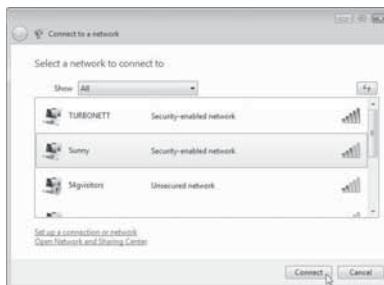 Connect to a network
Select a network to connect to
Show All
TURBONETT Security-enabled network
Sunny Security-enabled network
54gvisitors Unsecured network
Set up a connection or network
Open Network and Sharing Center
Connect Cancel